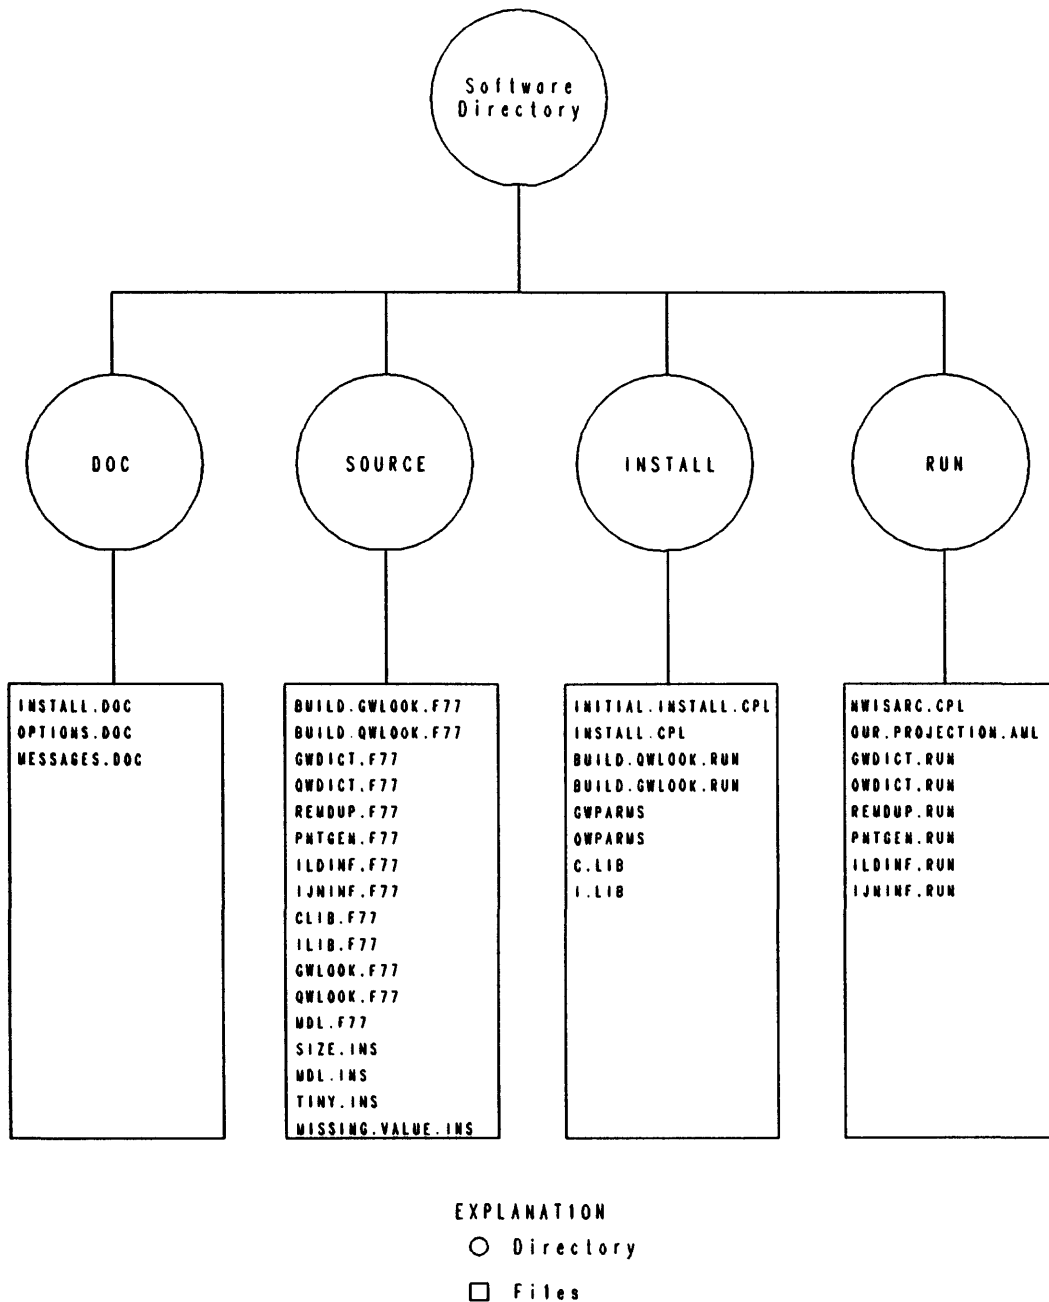 Software
Directory
DOC
SOURCE
INSTALL
RUN
INSTALL.DOC
OPTIONS.DOC
MESSAGES.DOC
BUILD.GWLOOK.F77
BUILD.QWLOOK.F77
GWDICT.F77
QWDICT.F77
REMDUP.F77
PNTGEN.F77
ILDINF.F77
IJNINF.F77
CLIB.F77
ILIB.F77
GWLOOK.F77
QWLOOK.F77
MDL.F77
SIZE.INS
MDL.INS
TINY.INS
MISSING.VALUE.INS
INITIAL.INSTALL.CPL
INSTALL.CPL
BUILD.QWLOOK.RUN
BUILD.GWLOOK.RUN
GWPARMS
QWPARMS
C.LIB
I.LIB
NWISARC.CPL
OUR.PROJECTION.AML
GWDICT.RUN
QWDICT.RUN
REMDUP.RUN
PNTGEN.RUN
ILDINF.RUN
IJNINF.RUN
EXPLANATION
Directory
Files